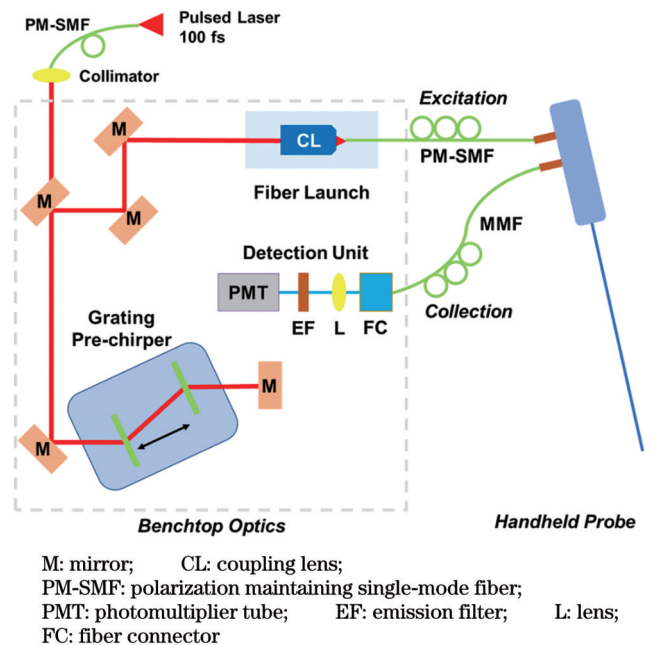 PM-SMF
Pulsed Laser
100 fs
Collimator
M
M
M
CL
Fiber Launch
Excitation
PM-SMF
MMF
Collection
Detection Unit
PMT
EF
L
FC
Grating
Pre-chirper
M
M
Benchtop Optics
Handheld Probe
M: mirror; CL: coupling lens;
PM-SMF: polarization maintaining single-mode fiber;
PMT: photomultiplier tube; EF: emission filter; L: lens;
FC: fiber connector